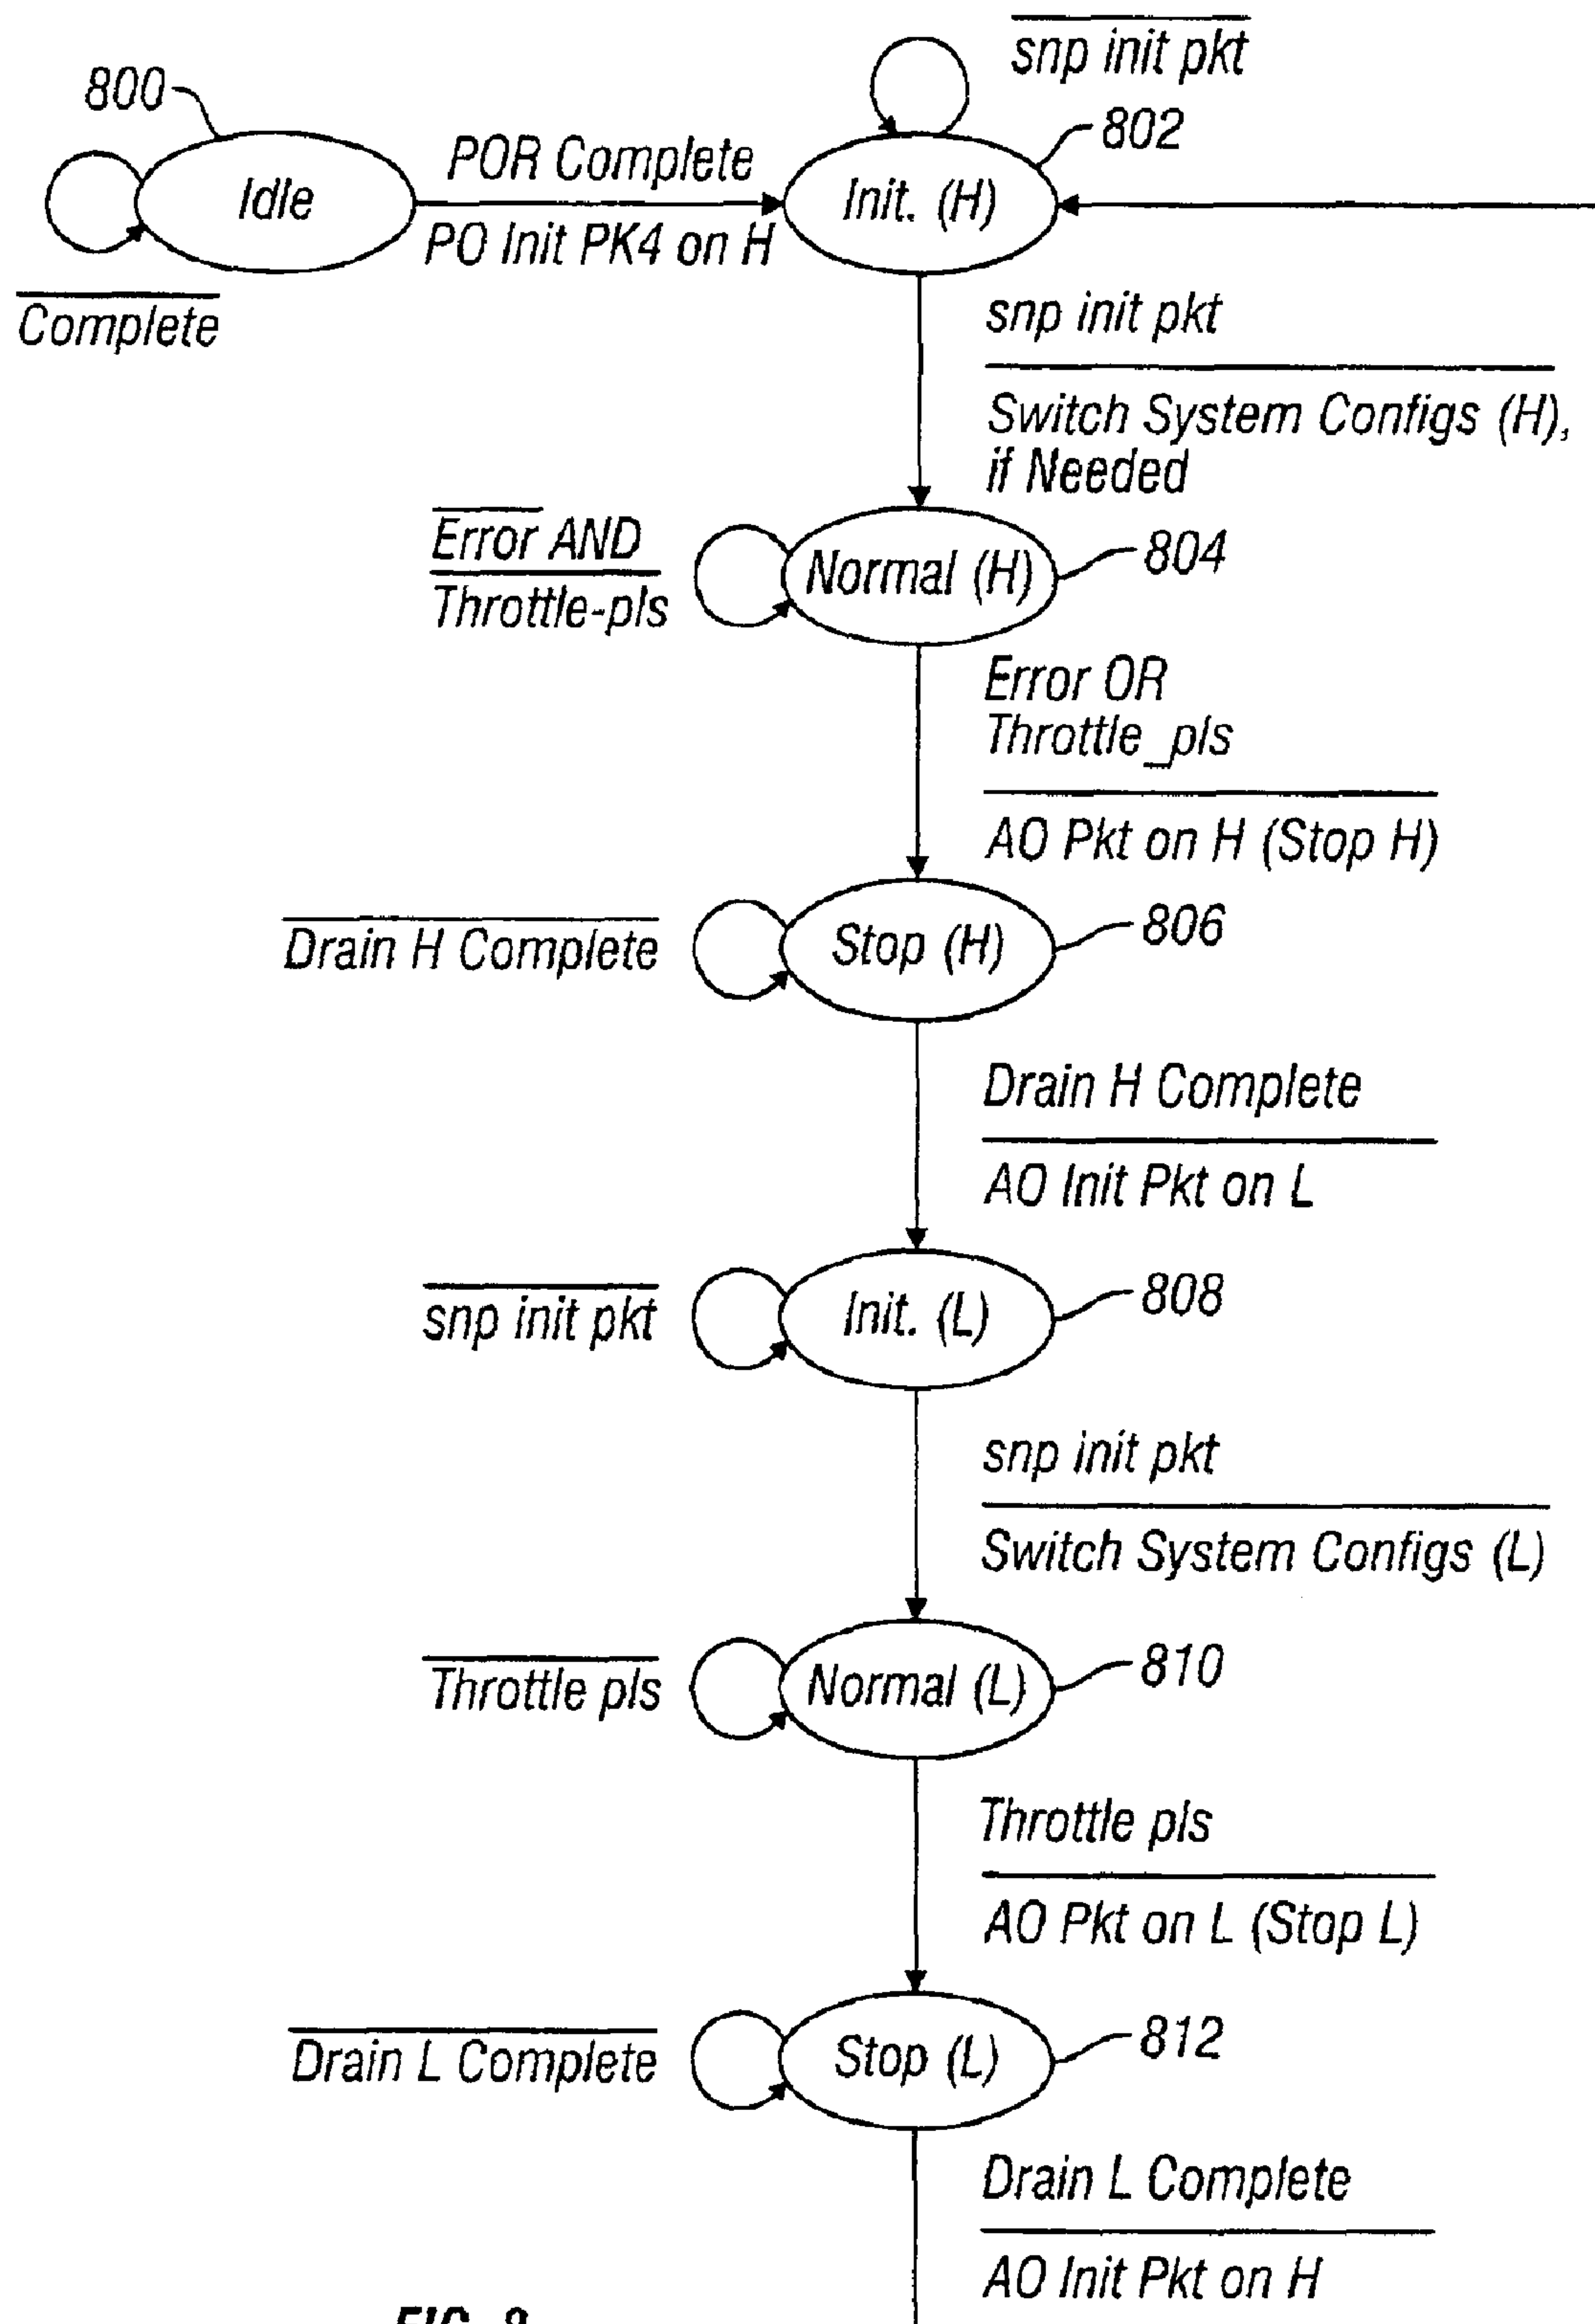 snp init pkt
800
802
POR Complete
Idle
Init. (H)
PO Init PK4 on H
Complete
snp init pkt
Switch System Configs (H),
if Needed
Error AND
Throttle-pls
Normal (H)
804
Error OR
Throttle_pls
AO Pkt on H (Stop H)
Drain H Complete
Stop (H)
806
Drain H Complete
AO Init Pkt on L
snp init pkt
Init. (L)
808
snp init pkt
Switch System Configs (L)
Throttle pls
Normal (L)
810
Throttle pls
AO Pkt on L (Stop L)
Drain L Complete
Stop (L)
812
Drain L Complete
AO Init Pkt on H